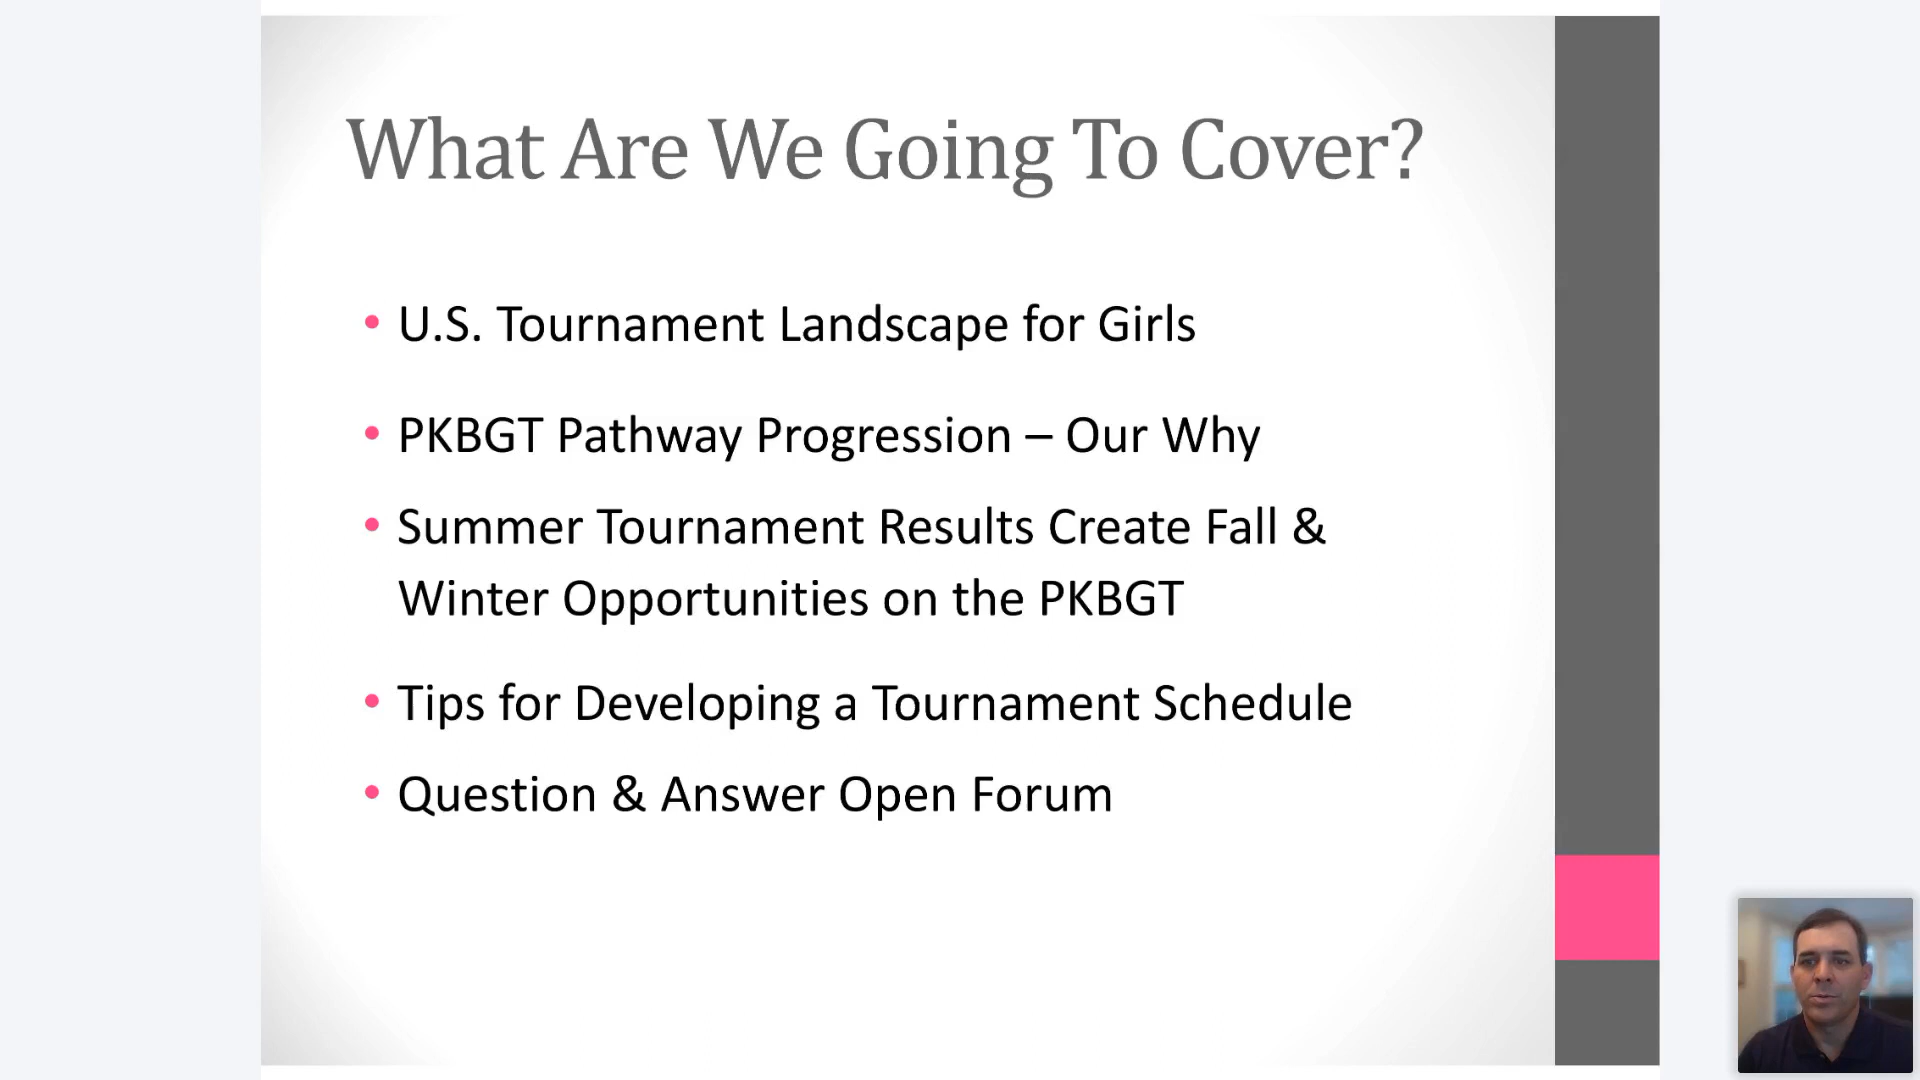 What Are We Going To Cover?
• U.S. Tournament Landscape for Girls
• PKBGT Pathway Progression – Our Why
• Summer Tournament Results Create Fall &
Winter Opportunities on the PKBGT
• Tips for Developing a Tournament Schedule
• Question & Answer Open Forum